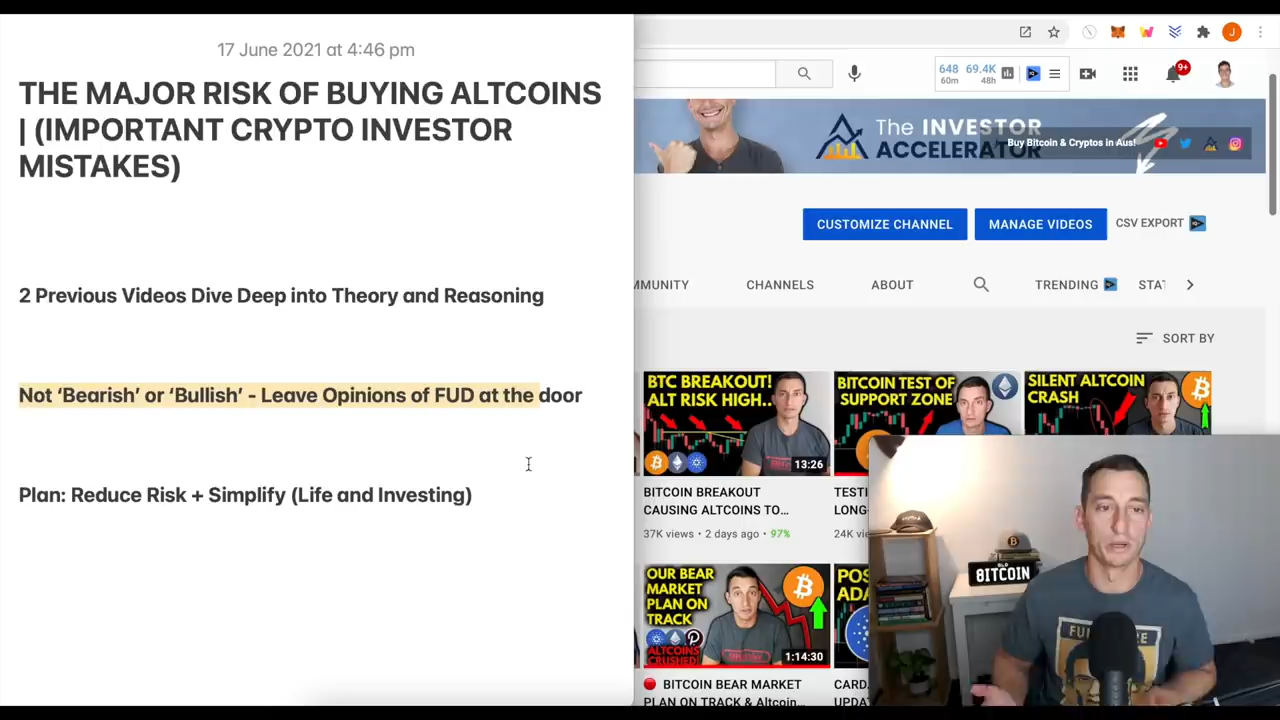 17 June 2021 at 4:46 pm
THE MAJOR RISK OF BUYING ALTCOINS
| (IMPORTANT CRYPTO INVESTOR
MISTAKES)
2 Previous Videos Dive Deep into Theory and Reasoning
Not ‘Bearish’ or ‘Bullish’ - Leave Opinions of FUD at the door
Plan: Reduce Risk + Simplify (Life and Investing)
J
648 69.4K
60m 48h
9+
The INVESTOR
ACCELERATOR
Buy Bitcoin & Cryptos in Aus!
CUSTOMIZE CHANNEL
MANAGE VIDEOS
CSV EXPORT
MMUNITY
CHANNELS
ABOUT
TRENDING
STAT
SORT BY
BTC BREAKOUT!
ALT RISK HIGH..
13:26
BITCOIN BREAKOUT
CAUSING ALTCOINS TO...
37K views • 2 days ago • 97%
BITCOIN TEST OF
SUPPORT ZONE
TESTI
LONG-
24K vie
SILENT ALTCOIN
CRASH
OUR BEAR
MARKET
PLAN ON
TRACK
ALTCOINS
CRUSHED!
1:14:30
BITCOIN BEAR MARKET
PLAN ON TRACK & Altcoin...
POS
ADA
CARDA
UPDAT
BITCOIN